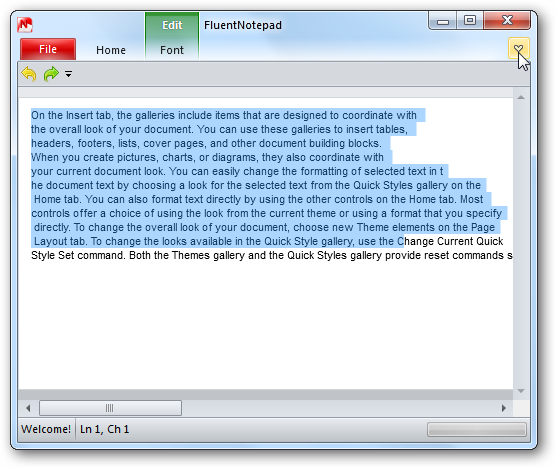 Edit FluentNotepad
File Home Font
On the Insert tab, the galleries include items that are designed to coordinate with
the overall look of your document. You can use these galleries to insert tables,
headers, footers, lists, cover pages, and other document building blocks.
When you create pictures, charts, or diagrams, they also coordinate with
your current document look. You can easily change the formatting of selected text in t
he document text by choosing a look for the selected text from the Quick Styles gallery on the
Home tab. You can also format text directly by using the other controls on the Home tab. Most
controls offer a choice of using the look from the current theme or using a format that you specify
directly. To change the overall look of your document, choose new Theme elements on the Page
Layout tab. To change the looks available in the Quick Style gallery, use the Change Current Quick
Style Set command. Both the Themes gallery and the Quick Styles gallery provide reset commands s
Welcome! Ln 1, Ch 1